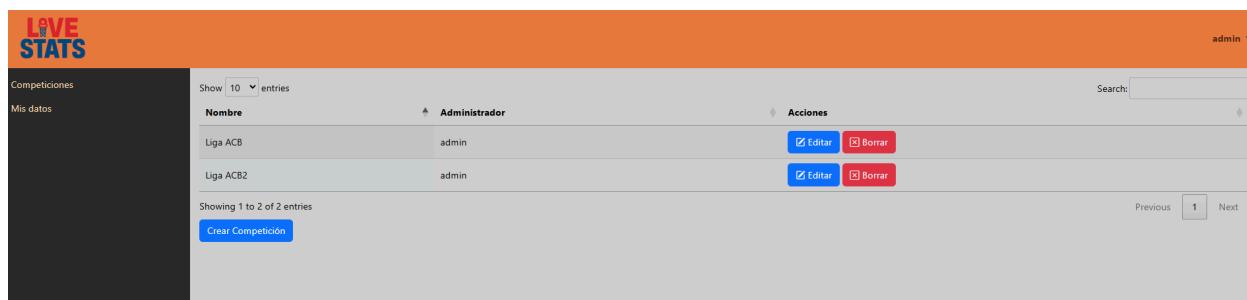 LIVE
STATS
admin
Competiciones
Mis datos
Show 10 entries
Search:
Nombre Administrador Acciones
Liga ACB admin Editar Borrar
Liga ACB2 admin Editar Borrar
Showing 1 to 2 of 2 entries
Previous 1 Next
Crear Competición